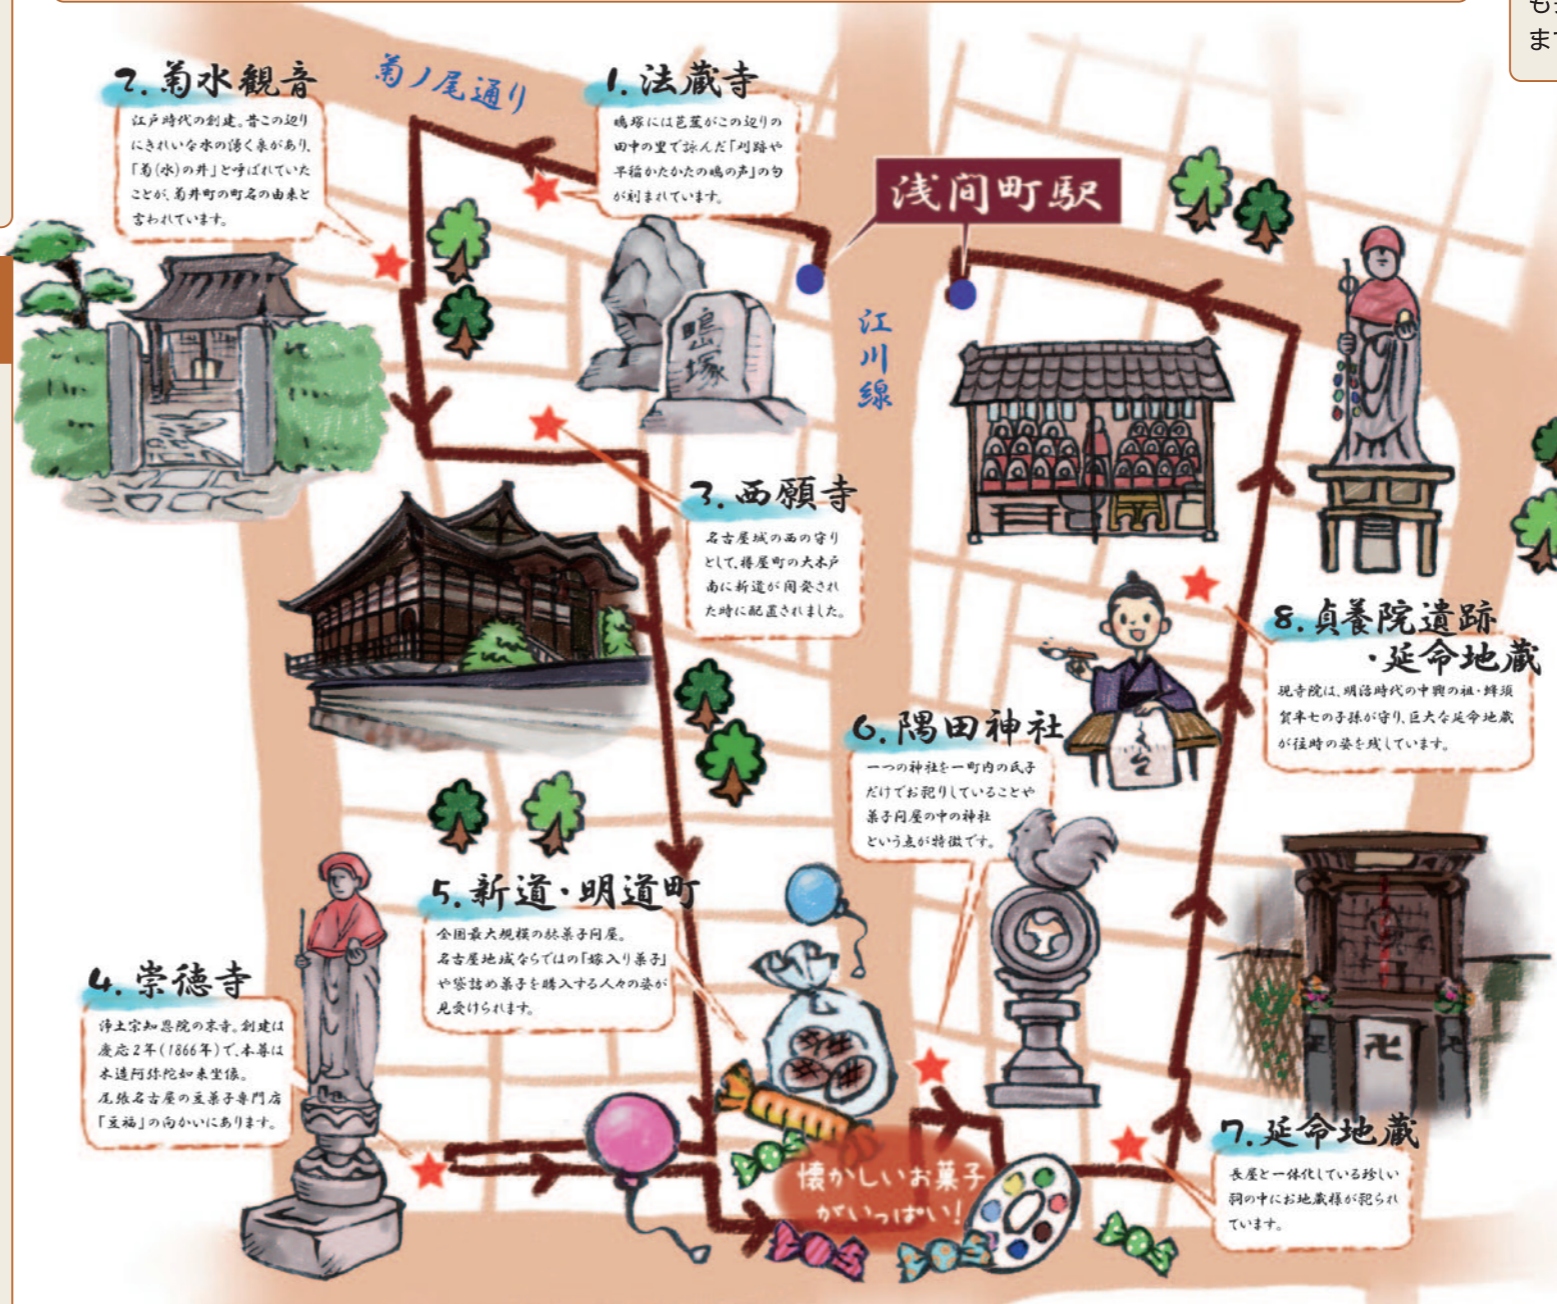 も
ま
2. 菊水観音
江戸時代の創建。昔この辺り
にきれいな水の湧く泉があり、
「菊(水)の井」と呼ばれていた
ことが、菊井町の町名の由来と
言われています。
菊ノ尾通り
1. 法蔵寺
鴫塚には芭蕉がこの辺りの
田中の里で詠んだ「刈跡や
早稲かたかたの鴫の声」の句
が刻まれています。
浅間町駅
鴫塚
江川線
3. 西願寺
名古屋城の西の守り
として、樽屋町の大木戸
南に新道が開発され
た時に配置されました。
8. 貞養院遺跡
・延命地蔵
現寺院は、明治時代の中興の祖・蜂須
賀半七の子孫が守り、巨大な延命地蔵
が往時の姿を残しています。
6. 隅田神社
一つの神社を一町内の氏子
だけでお祀りしていることや
菓子問屋の中の神社
という点が特徴です。
5. 新道・明道町
全国最大規模の菓子問屋。
名古屋地域ならではの「嫁入り菓子」
や袋詰め菓子を購入する人々の姿が
見受けられます。
4. 崇徳寺
浄土宗知恩院の末寺。創建は
慶応2年(1866年)で、本尊は
木造阿弥陀如来坐像。
尾張名古屋の豆菓子専門店
「豆福」の向かいにあります。
卍
7. 延命地蔵
長屋と一体化している珍しい
祠の中にお地蔵様が祀られ
ています。
懐かしいお菓子
がいっぱい!